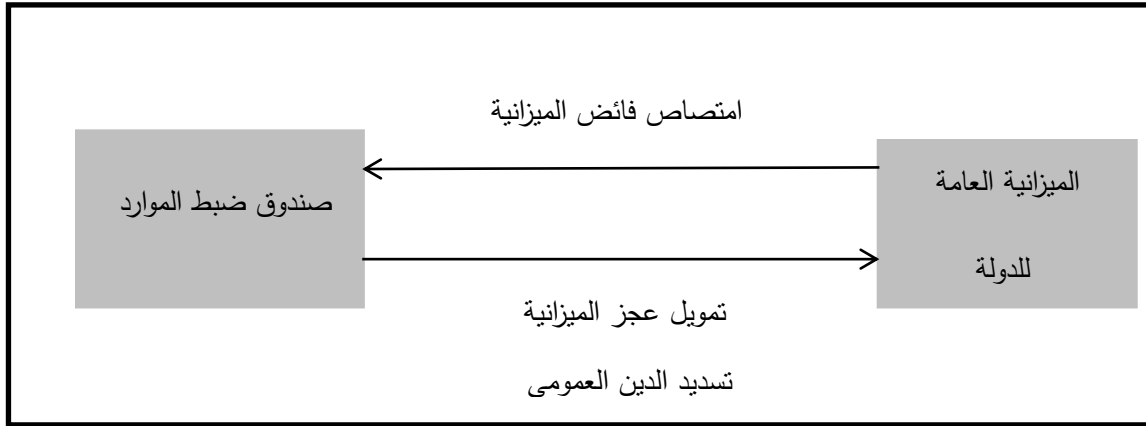 امتصاص فائض الميزانية
الميزانية العامة
للدولة
صندوق ضبط الموارد
تمويل عجز الميزانية
تسديد الدين العمومى